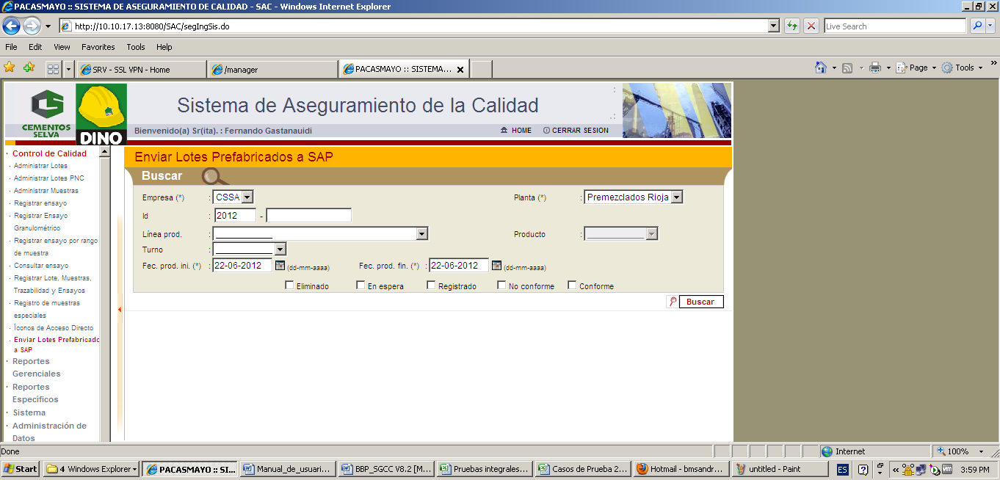 PACASMAYO :: SISTEMA DE ASEGURAMIENTO DE CALIDAD - SAC - Windows Internet Explorer
http://10.10.17.13:8080/SAC/segIngSis.do
Live Search
File Edit View Favorites Tools Help
SRV - SSL VPN - Home
/manager
PACASMAYO :: SISTEMA...
Page
Tools
CEMENTOS
SELVA
DINO
Sistema de Aseguramiento de la Calidad
Bienvenido(a) Sr(ita). : Fernando Gastanauidi
HOME
CERRAR SESION
· Control de Calidad
· Administrar Lotes
· Administrar Lotes PNC
· Administrar Muestras
· Registrar ensayo
· Registrar Ensayo
Granulométrico
· Registrar ensayo por rango
de muestra
· Consultar ensayo
· Registrar Lote, Muestras,
Trazabilidad y Ensayos
· Registro de muestras
especiales
· Íconos de Acceso Directo
· Enviar Lotes Prefabricado
a SAP
· Reportes
Gerenciales
· Reportes
Específicos
· Sistema
· Administración de
Datos
Enviar Lotes Prefabricados a SAP
Buscar
Empresa (*) : CSSA Planta (*) : Premezclados Rioja
Id : 2012 -
Línea prod. : Producto :
Turno :
Fec. prod. ini. (*) : 22-06-2012 (dd-mm-aaaa) Fec. prod. fin. (*) : 22-06-2012 (dd-mm-aaaa)
Eliminado En espera Registrado No conforme Conforme
Buscar
Done
Internet
100%
Start
4 Windows Explorer
PACASMAYO :: SI...
Manual_de_usuari...
BBP_SGCC V8.2 [M...
Pruebas integrales...
Casos de Prueba 2...
Hotmail - bmsandr...
untitled - Paint
ES
3:59 PM